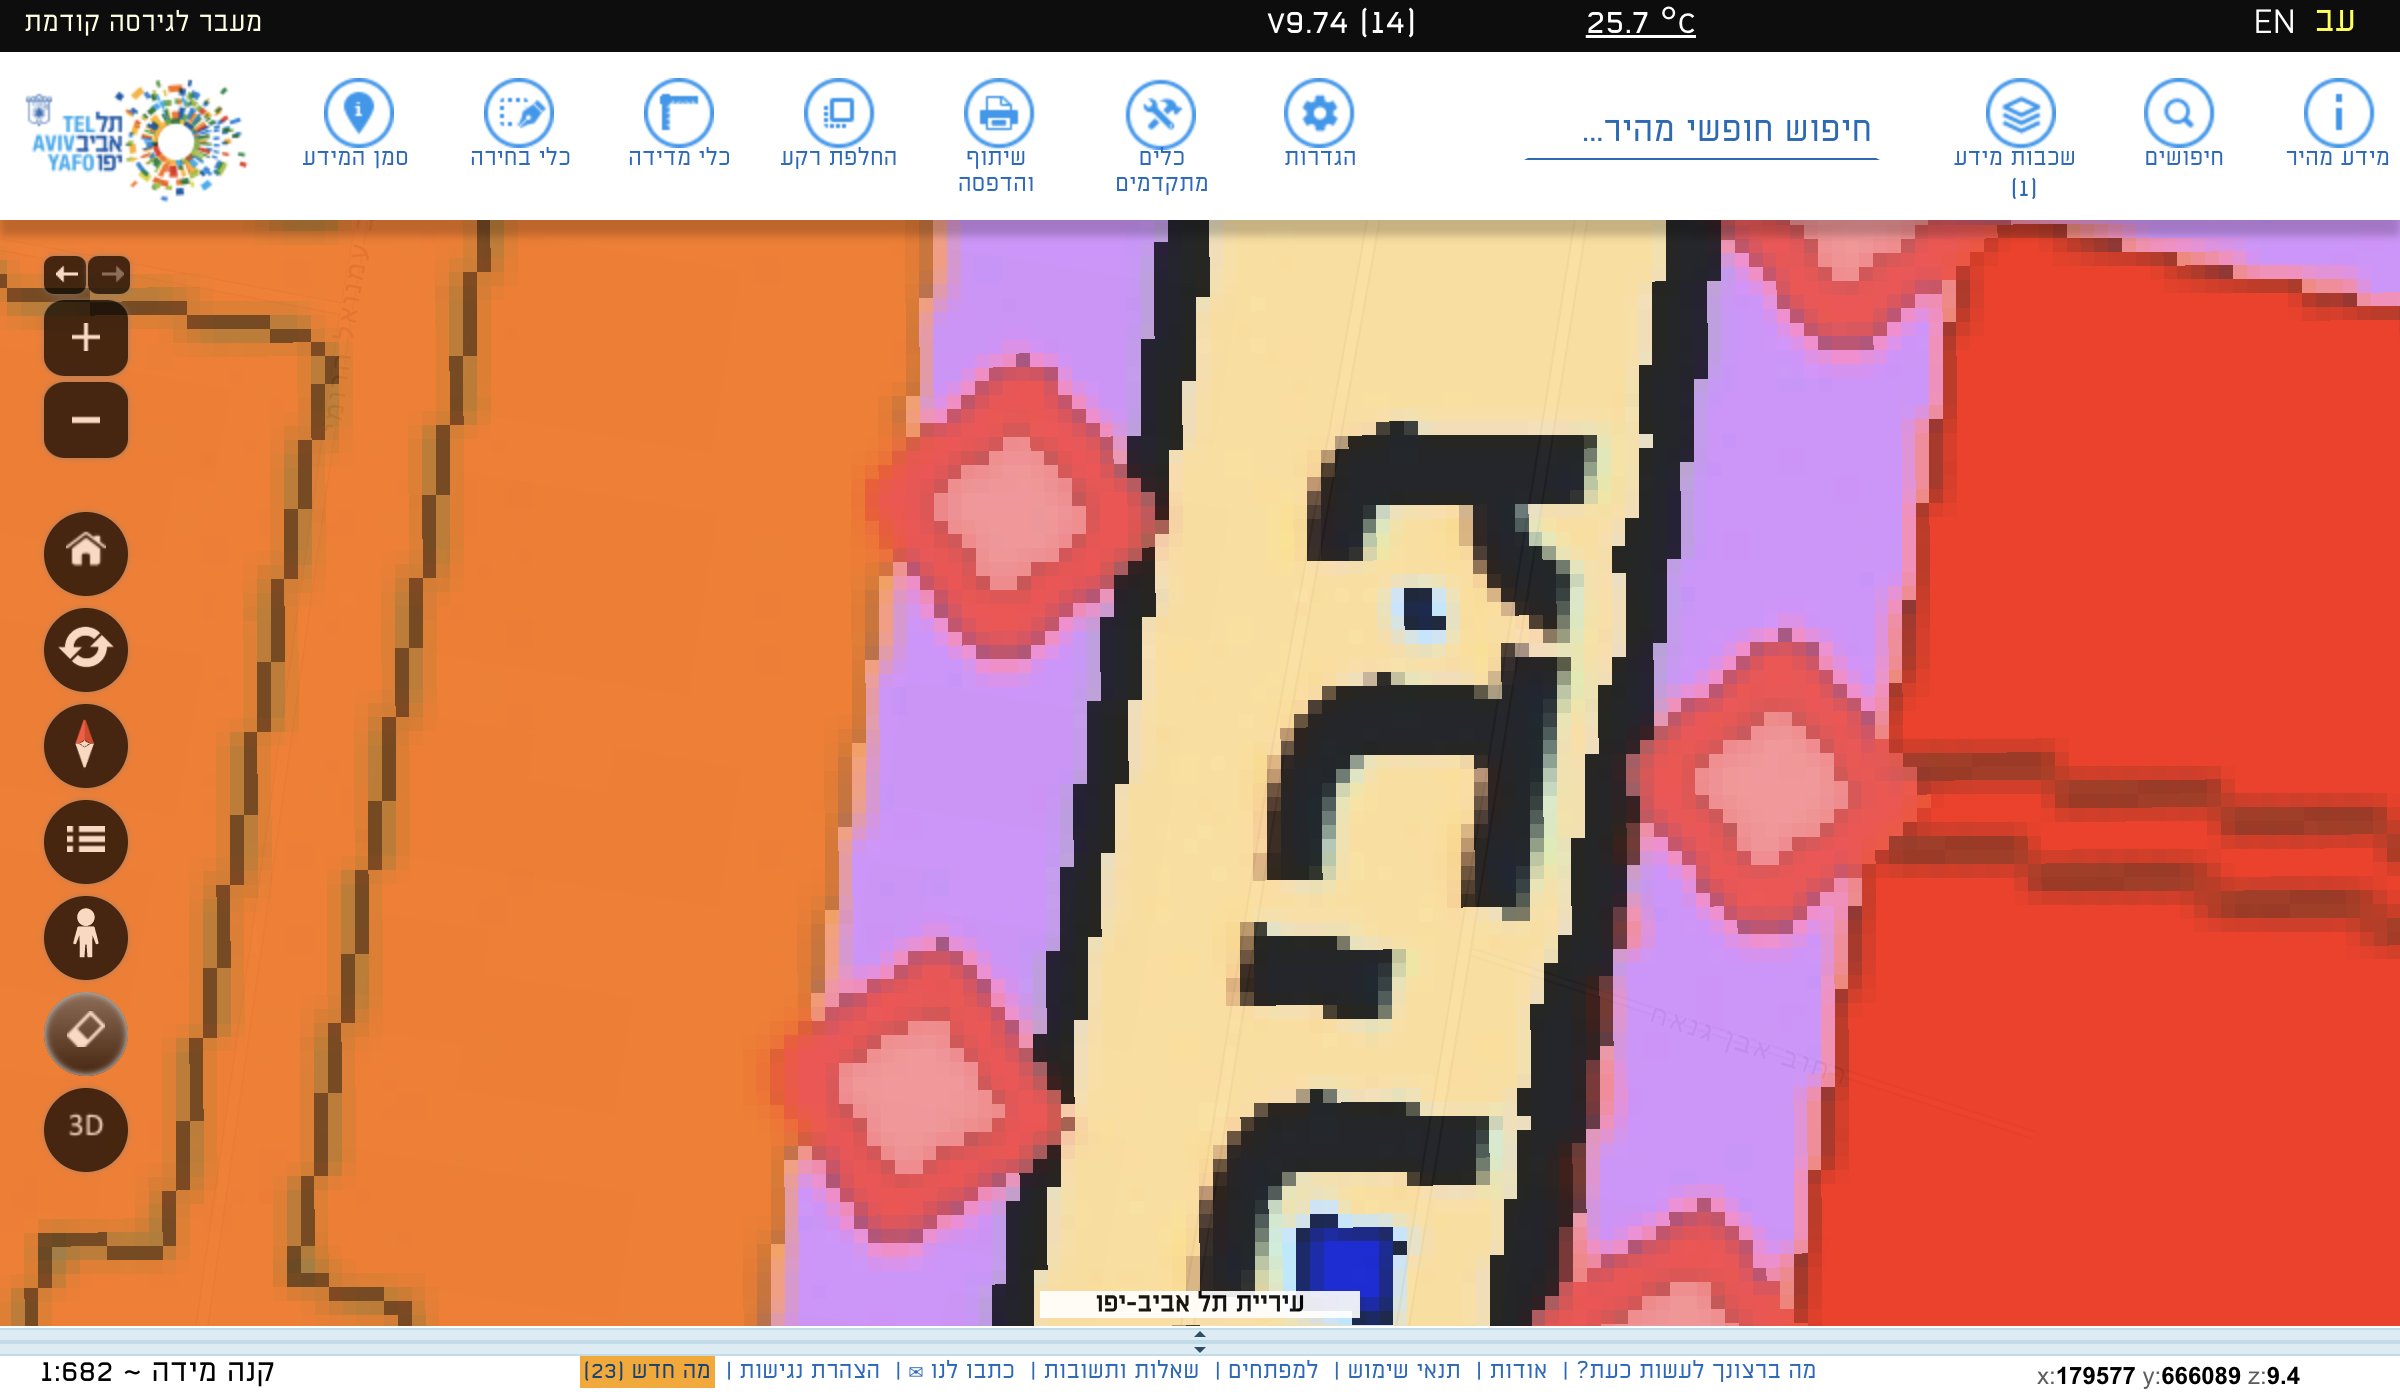 מעבר לגירסה קודמת
V9.74 (14)
25.7 °C
EN עב
TEL AVIV YAFO
תל אביב יפו
סמן המידע
כלי בחירה
כלי מדידה
החלפת רקע
שיתוף והדפסה
כלים מתקדמים
הגדרות
חיפוש חופשי מהיר...
שכבות מידע (1)
חיפושים
מידע מהיר
3D
רחוב אבן גנאח
עיריית תל אביב-יפו
קנה מידה ~ 1:682
מה ברצונך לעשות כעת? | אודות | תנאי שימוש | למפתחים | שאלות ותשובות | כתבו לנו ✉ | הצהרת נגישות | מה חדש (23)
x:179577 y:666089 z:9.4